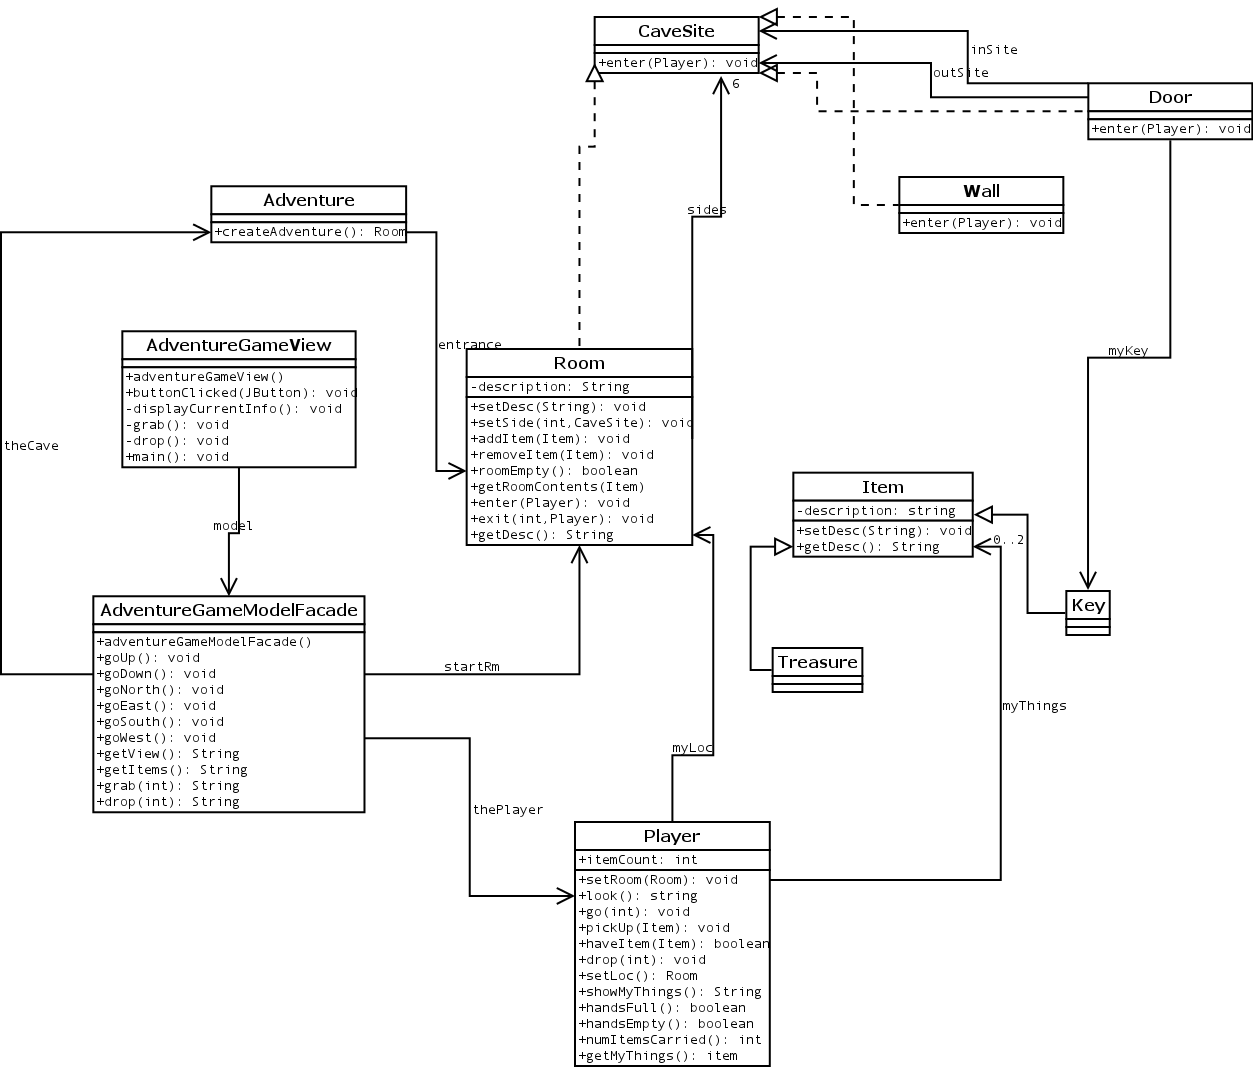 CaveSite
+enter(Player): void
inSite
outSite
6
Door
+enter(Player): void
Wall
+enter(Player): void
Adventure
+createAdventure(): Room
sides
entrance
myKey
AdventureGameView
+adventureGameView()
+buttonClicked(JButton): void
-displayCurrentInfo(): void
-grab(): void
-drop(): void
+main(): void
Room
-description: String
+setDesc(String): void
+setSide(int,CaveSite): void
+addItem(Item): void
+removeItem(Item): void
+roomEmpty(): boolean
+getRoomContents(Item)
+enter(Player): void
+exit(int,Player): void
+getDesc(): String
theCave
model
Item
-description: string
+setDesc(String): void
+getDesc(): String
0..2
Key
Treasure
AdventureGameModelFacade
+adventureGameModelFacade()
+goUp(): void
+goDown(): void
+goNorth(): void
+goEast(): void
+goSouth(): void
+goWest(): void
+getView(): String
+getItems(): String
+grab(int): String
+drop(int): String
startRm
myThings
myLoc
thePlayer
Player
+itemCount: int
+setRoom(Room): void
+look(): string
+go(int): void
+pickUp(Item): void
+haveItem(Item): boolean
+drop(int): void
+setLoc(): Room
+showMyThings(): String
+handsFull(): boolean
+handsEmpty(): boolean
+numItemsCarried(): int
+getMyThings(): item